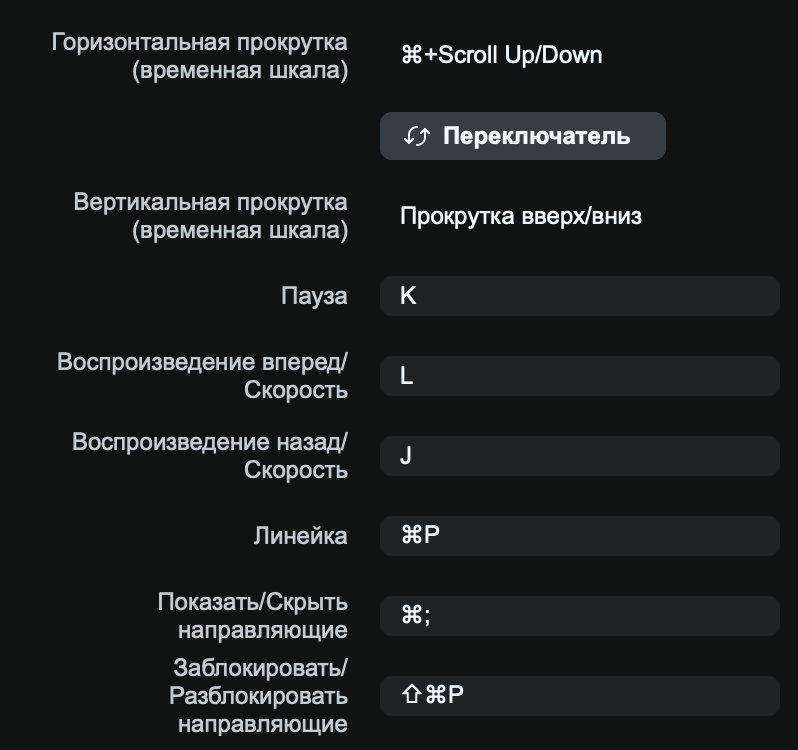 Горизонтальная прокрутка
(временная шкала)
⌘+Scroll Up/Down
Переключатель
Вертикальная прокрутка
(временная шкала)
Прокрутка вверх/вниз
Пауза
K
Воспроизведение вперед/
Скорость
L
Воспроизведение назад/
Скорость
J
Линейка
⌘P
Показать/Скрыть
направляющие
⌘;
Заблокировать/
Разблокировать
направляющие
⇧⌘P